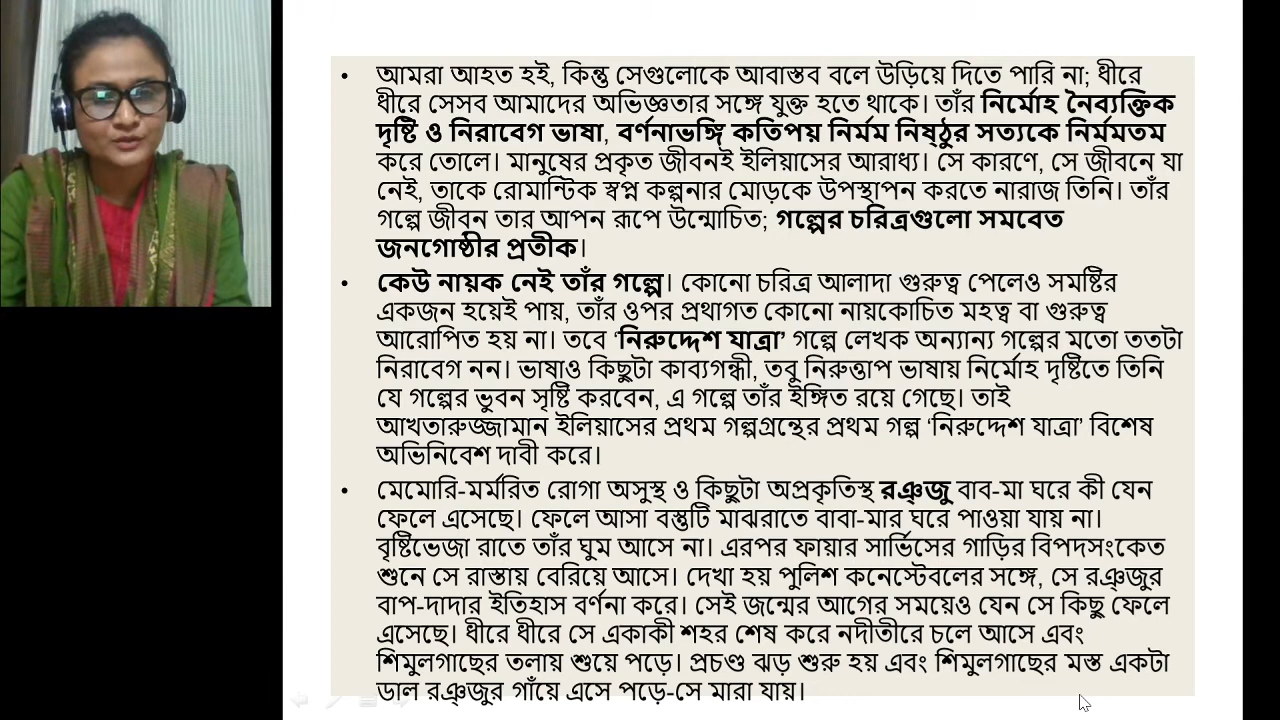 আমরা আহত হই, কিন্তু সেগুলোকে আবাস্তব বলে উড়িয়ে দিতে পারি না; ধীরে
ধীরে সেসব আমাদের অভিজ্ঞতার সঙ্গে যুক্ত হতে থাকে। তাঁর নির্মোহ নৈব্যক্তিক
দৃষ্টি ও নিরাবেগ ভাষা, বর্ণনাভঙ্গি কতিপয় নির্মম নিষ্ঠুর সত্যকে নির্মমতম
করে তোলে। মানুষের প্রকৃত জীবনই ইলিয়াসের আরাধ্য। সে কারণে, সে জীবনে যা
নেই, তাকে রোমান্টিক স্বপ্ন কল্পনার মোড়কে উপস্থাপন করতে নারাজ তিনি। তাঁর
গল্পে জীবন তার আপন রূপে উন্মোচিত; গল্পের চরিত্রগুলো সমবেত
জনগোষ্ঠীর প্রতীক।
কেউ নায়ক নেই তাঁর গল্পে। কোনো চরিত্র আলাদা গুরুত্ব পেলেও সমষ্টির
একজন হয়েই পায়, তাঁর ওপর প্রথাগত কোনো নায়কোচিত মহত্ব বা গুরুত্ব
আরোপিত হয় না। তবে ‘নিরুদ্দেশ যাত্রা’ গল্পে লেখক অন্যান্য গল্পের মতো ততটা
নিরাবেগ নন। ভাষাও কিছুটা কাব্যগন্ধী, তবু নিরুত্তাপ ভাষায় নির্মোহ দৃষ্টিতে তিনি
যে গল্পের ভুবন সৃষ্টি করবেন, এ গল্পে তাঁর ইঙ্গিত রয়ে গেছে। তাই
আখতারুজ্জামান ইলিয়াসের প্রথম গল্পগ্রন্থের প্রথম গল্প ‘নিরুদ্দেশ যাত্রা’ বিশেষ
অভিনিবেশ দাবী করে।
মেমোরি-মর্মরিত রোগা অসুস্থ ও কিছুটা অপ্রকৃতিস্থ রঞ্জু বাব-মা ঘরে কী যেন
ফেলে এসেছে। ফেলে আসা বস্তুটি মাঝরাতে বাবা-মার ঘরে পাওয়া যায় না।
বৃষ্টিভেজা রাতে তাঁর ঘুম আসে না। এরপর ফায়ার সার্ভিসের গাড়ির বিপদসংকেত
শুনে সে রাস্তায় বেরিয়ে আসে। দেখা হয় পুলিশ কনেস্টেবলের সঙ্গে, সে রঞ্জুর
বাপ-দাদার ইতিহাস বর্ণনা করে। সেই জন্মের আগের সময়েও যেন সে কিছু ফেলে
এসেছে। ধীরে ধীরে সে একাকী শহর শেষ করে নদীতীরে চলে আসে এবং
শিমুলগাছের তলায় শুয়ে পড়ে। প্রচণ্ড ঝড় শুরু হয় এবং শিমুলগাছের মস্ত একটা
ডাল রঞ্জুর গাঁয়ে এসে পড়ে-সে মারা যায়।